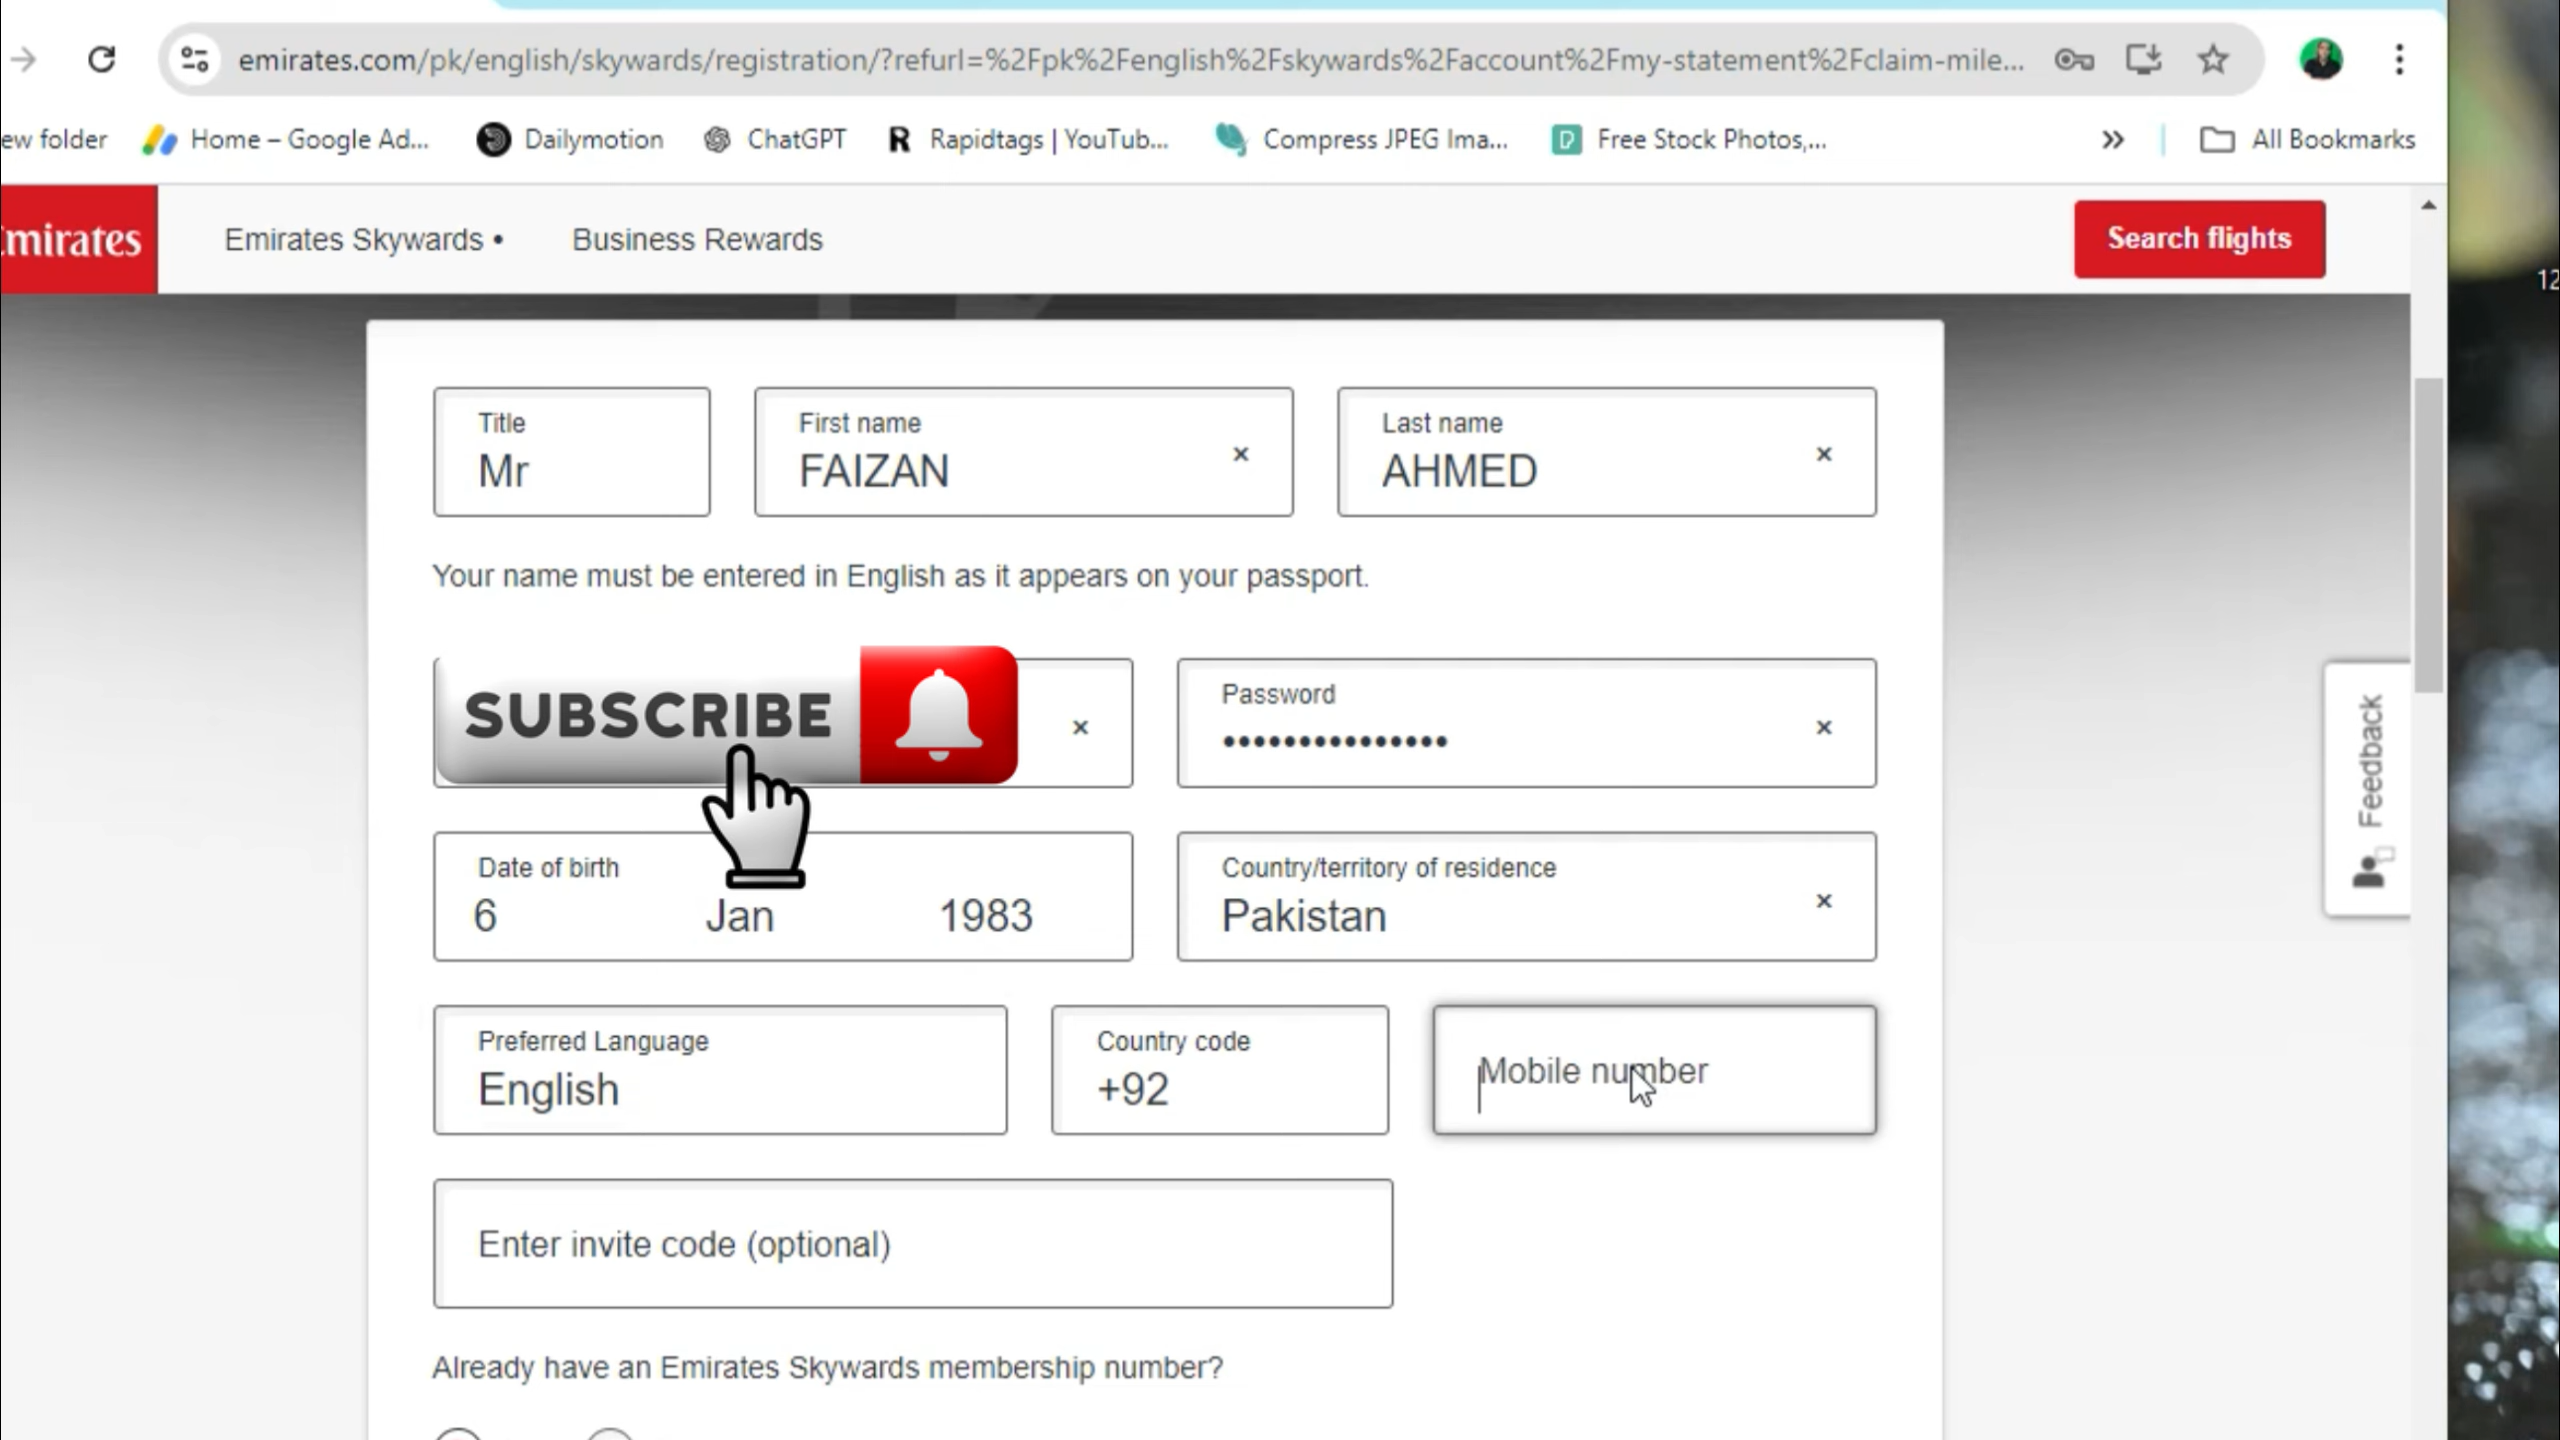 emirates.com/pk/english/skywards/registration/?refurl=%2Fpk%2Fenglish%2Fskywards%2Faccount%2Fmy-statement%2Fclaim-mile...
ew folder Home – Google Ad... Dailymotion ChatGPT Rapidtags | YouTub... Compress JPEG Ima... Free Stock Photos,... » All Bookmarks
mirates Emirates Skywards • Business Rewards Search flights
12
Title First name Last name
Mr FAIZAN × AHMED ×
Your name must be entered in English as it appears on your passport.
SUBSCRIBE × Password
••••••••••••••• ×
Feedback
Date of birth Country/territory of residence
6 Jan 1983 Pakistan ×
Preferred Language Country code
English +92 Mobile number
Enter invite code (optional)
Already have an Emirates Skywards membership number?